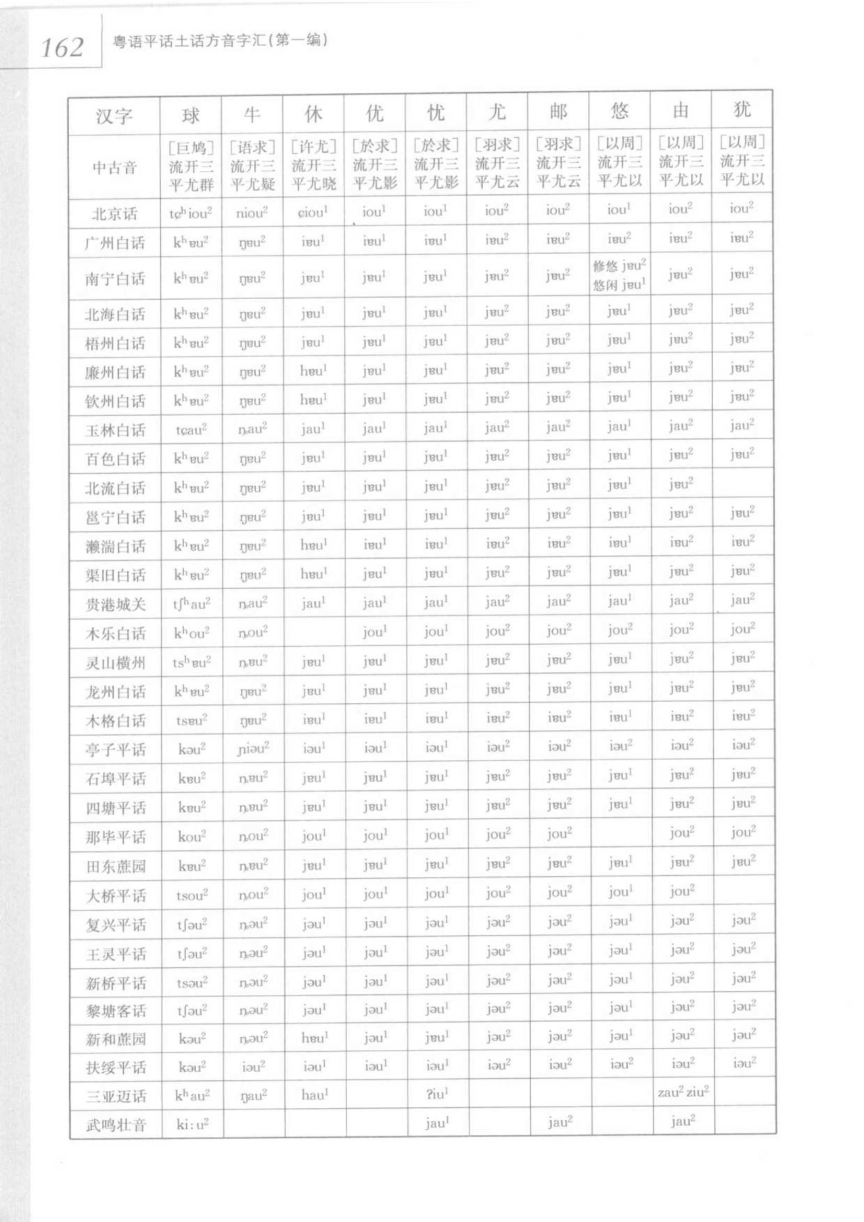 162
粤语平话土话方音字汇(第一编)
汉字 球 牛 休 优 忧 尤 邮 悠 由 犹
中古音 [巨鸠]流开三平尤群 [语求]流开三平尤疑 [许尤]流开三平尤晓 [於求]流开三平尤影 [於求]流开三平尤影 [羽求]流开三平尤云 [羽求]流开三平尤云 [以周]流开三平尤以 [以周]流开三平尤以 [以周]流开三平尤以
北京话 tɕʰiou² niou² ɕiou¹ iou¹ iou¹ iou² iou² iou¹ iou² iou²
广州白话 kʰɐu² ŋɐu² iɐu¹ iɐu¹ iɐu¹ iɐu² iɐu² iɐu² iɐu² iɐu²
南宁白话 kʰɐu² ŋɐu² jɐu¹ jɐu¹ jɐu¹ jɐu² jɐu² 修悠 jɐu² 悠闲 jɐu¹ jɐu² jɐu²
北海白话 kʰɐu² ŋɐu² jɐu¹ jɐu¹ jɐu¹ jɐu² jɐu² jɐu¹ jɐu² jɐu²
梧州白话 kʰɐu² ŋɐu² jɐu¹ jɐu¹ jɐu¹ jɐu² jɐu² jɐu¹ jɐu² jɐu²
廉州白话 kʰɐu² ŋɐu² hɐu¹ jɐu¹ jɐu¹ jɐu² jɐu² jɐu¹ jɐu² jɐu²
钦州白话 kʰɐu² ŋɐu² hɐu¹ jɐu¹ jɐu¹ jɐu² jɐu² jɐu¹ jɐu² jɐu²
玉林白话 tɕau² ȵau² jau¹ jau¹ jau¹ jau² jau² jau¹ jau² jau²
百色白话 kʰɐu² ŋɐu² jɐu¹ jɐu¹ jɐu¹ jɐu² jɐu² jɐu¹ jɐu² jɐu²
北流白话 kʰɐu² ŋɐu² jɐu¹ jɐu¹ jɐu¹ jɐu² jɐu² jɐu¹ jɐu²
邕宁白话 kʰɐu² ŋɐu² jɐu¹ jɐu¹ jɐu¹ jɐu² jɐu² jɐu¹ jɐu² jɐu²
濑湍白话 kʰɐu² ŋɐu² hɐu¹ iɐu¹ iɐu¹ iɐu² iɐu² iɐu¹ iɐu² iɐu²
渠旧白话 kʰɐu² ŋɐu² hɐu¹ jɐu¹ jɐu¹ jɐu² jɐu² jɐu¹ jɐu² jɐu²
贵港城关 tʃʰau² ȵau² jau¹ jau¹ jau¹ jau² jau² jau¹ jau² jau²
木乐白话 kʰou² ȵou² jou¹ jou¹ jou² jou² jou² jou² jou²
灵山横州 tsʰɐu² ȵɐu² jɐu¹ jɐu¹ jɐu¹ jɐu² jɐu² jɐu¹ jɐu² jɐu²
龙州白话 kʰɐu² ŋɐu² jɐu¹ jɐu¹ jɐu¹ jɐu² jɐu² jɐu¹ jɐu² jɐu²
木格白话 tsɐu² ŋɐu² iɐu¹ iɐu¹ iɐu¹ iɐu² iɐu² iɐu¹ iɐu² iɐu²
亭子平话 kəu² ɲiəu² iəu¹ iəu¹ iəu¹ iəu² iəu² iəu² iəu² iəu²
石埠平话 kɐu² ȵɐu² jɐu¹ jɐu¹ jɐu¹ jɐu² jɐu² jɐu¹ jɐu² jɐu²
四塘平话 kɐu² ȵɐu² jɐu¹ jɐu¹ jɐu¹ jɐu² jɐu² jɐu¹ jɐu² jɐu²
那毕平话 kou² ȵou² jou¹ jou¹ jou¹ jou² jou² jou² jou²
田东蔗园 kɐu² ȵɐu² jɐu¹ jɐu¹ jɐu¹ jɐu² jɐu² jɐu¹ jɐu² jɐu²
大桥平话 tsou² ȵou² jou¹ jou¹ jou¹ jou² jou² jou¹ jou²
复兴平话 tʃəu² ȵəu² jəu¹ jəu¹ jəu¹ jəu² jəu² jəu¹ jəu² jəu²
王灵平话 tʃəu² ȵəu² jəu¹ jəu¹ jəu¹ jəu² jəu² jəu¹ jəu² jəu²
新桥平话 tsəu² ȵəu² jəu¹ jəu¹ jəu¹ jəu² jəu² jəu¹ jəu² jəu²
黎塘客话 tʃəu² ȵəu² jəu¹ jəu¹ jəu¹ jəu² jəu² jəu¹ jəu² jəu²
新和蔗园 kəu² ȵəu² hɐu¹ jəu¹ jɐu¹ jəu² jəu² jəu¹ jəu² jəu²
扶绥平话 kəu² iəu² iəu¹ iəu¹ iəu¹ iəu² iəu² iəu² iəu² iəu²
三亚迈话 kʰau² ŋau² hau¹ ʔiu¹ zau² ziu²
武鸣壮音 ki:u² jau¹ jau² jau²